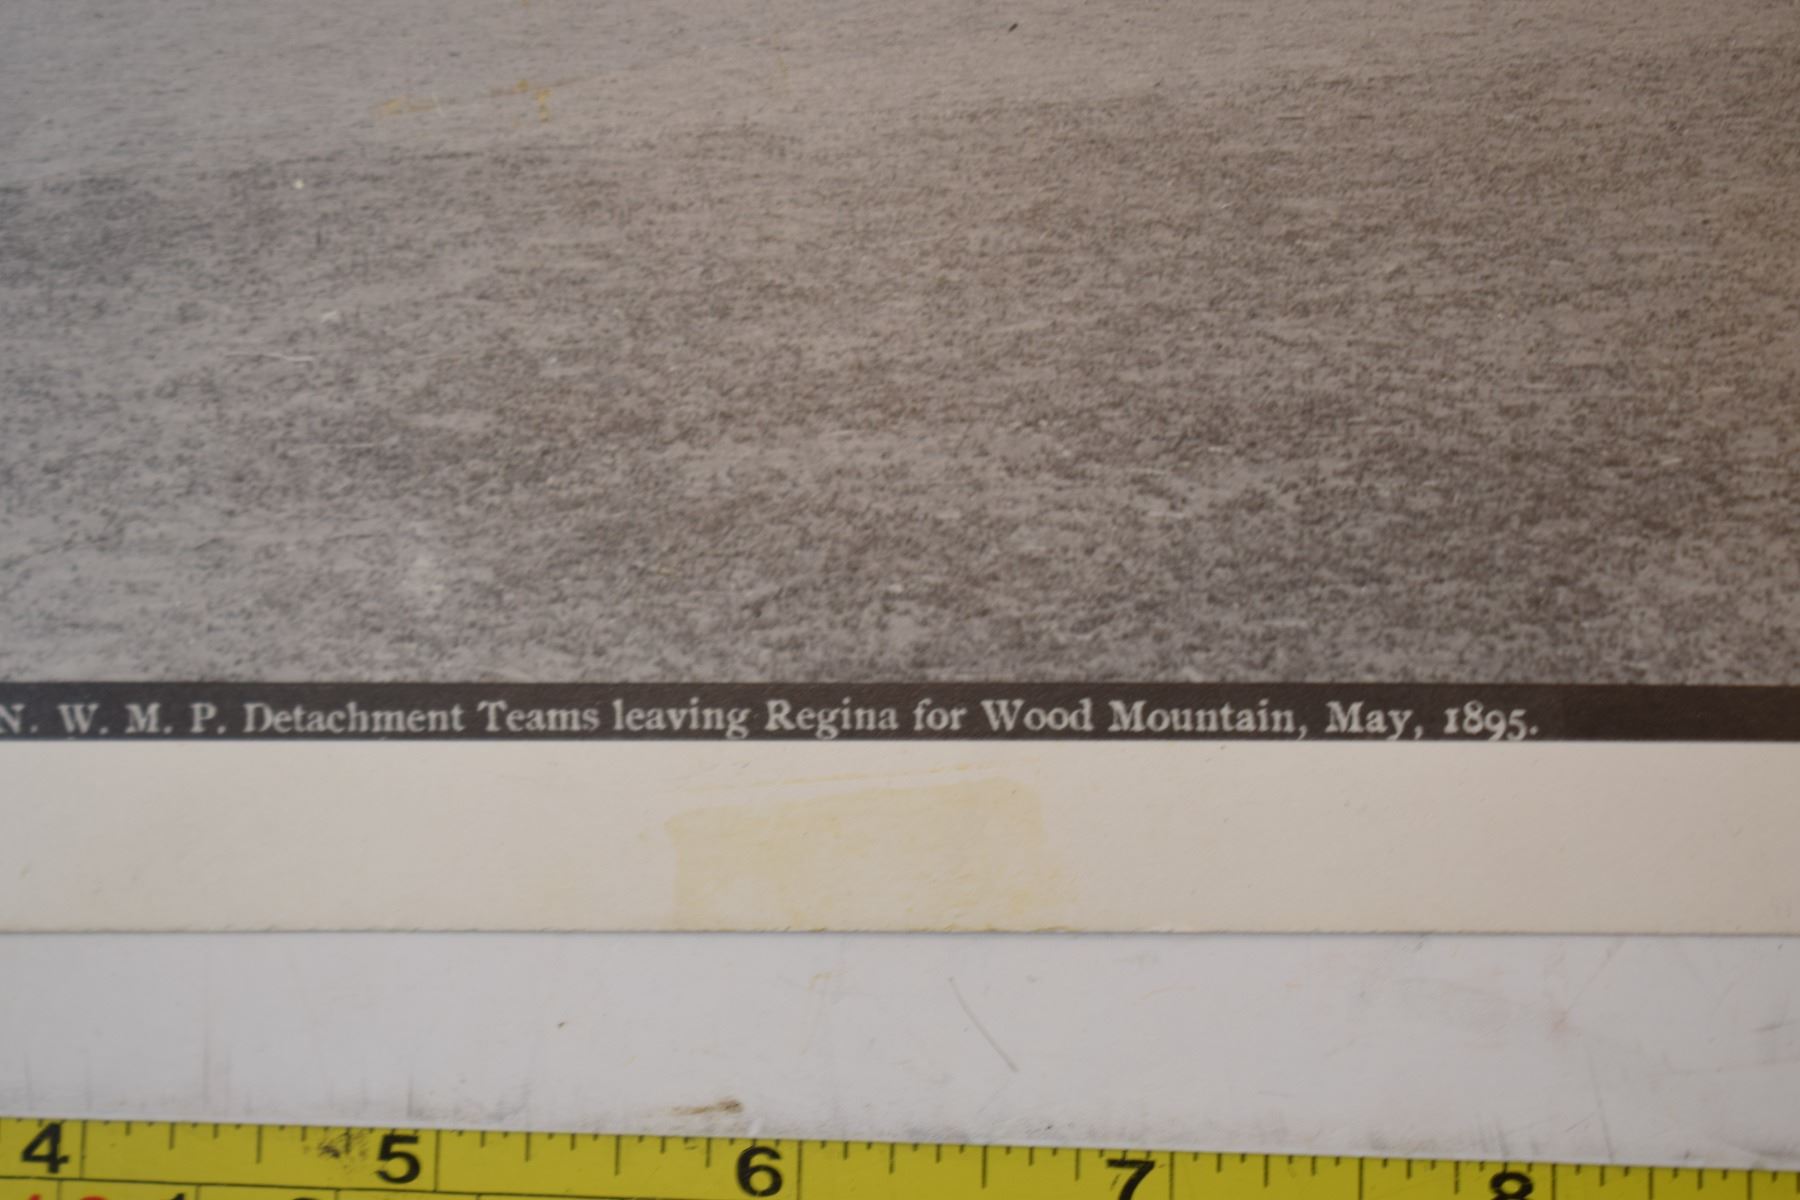 N. W. M. P. Detachment Teams leaving Regina for Wood Mountain, May, 1895.
4 5 6 7 8